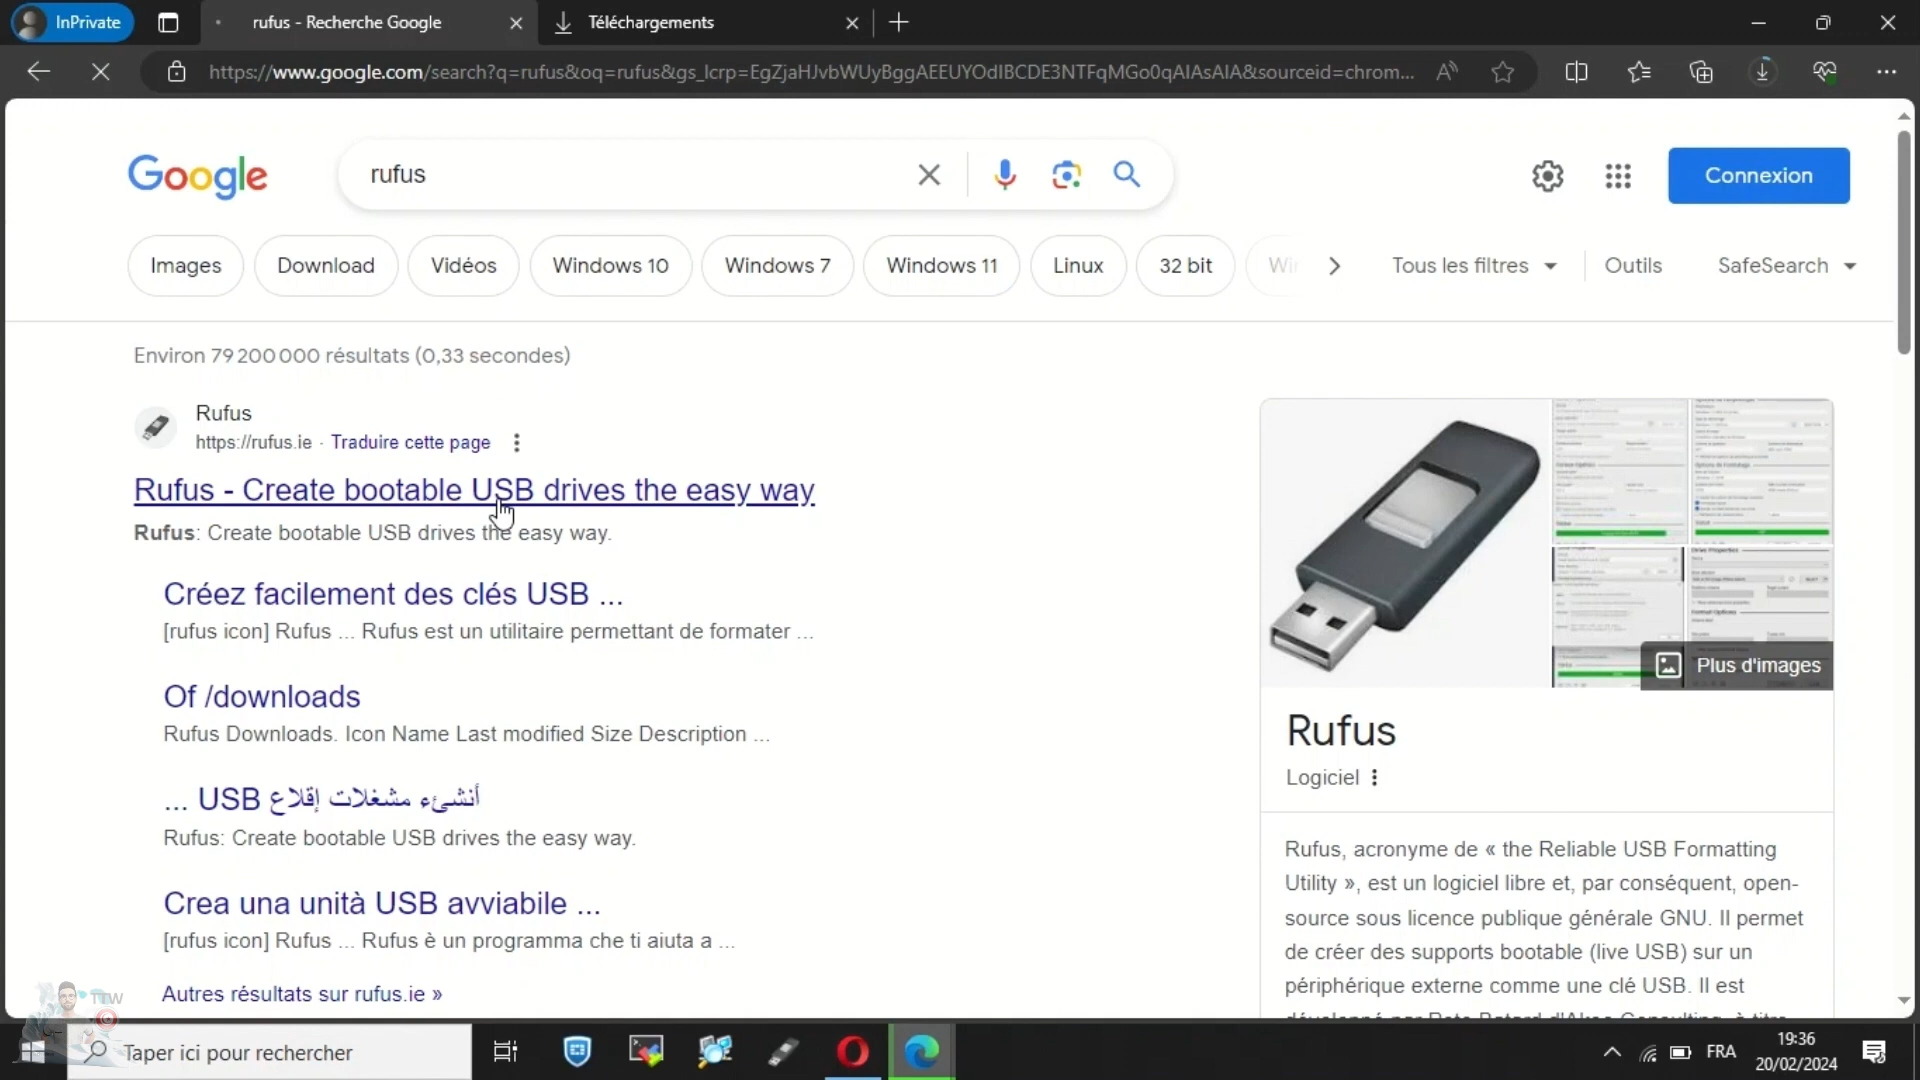 InPrivate
rufus - Recherche Google
Téléchargements
https://www.google.com/search?q=rufus&oq=rufus&gs_lcrp=EgZjaHJvbWUyBggAEEUYOdIBCDE3NTFqMGo0qAIAsAIA&sourceid=chrom...
Google
rufus
Connexion
Images
Download
Vidéos
Windows 10
Windows 7
Windows 11
Linux
32 bit
Tous les filtres
Outils
SafeSearch
Environ 79 200 000 résultats (0,33 secondes)
Rufus
https://rufus.ie · Traduire cette page
Rufus - Create bootable USB drives the easy way
Rufus: Create bootable USB drives the easy way.
Créez facilement des clés USB ...
[rufus icon] Rufus ... Rufus est un utilitaire permettant de formater ...
Of /downloads
Rufus Downloads. Icon Name Last modified Size Description ...
أنشئء مشغلات إقلاع USB ...
Rufus: Create bootable USB drives the easy way.
Crea una unità USB avviabile ...
[rufus icon] Rufus ... Rufus è un programma che ti aiuta a ...
Autres résultats sur rufus.ie »
Plus d'images
Rufus
Logiciel
Rufus, acronyme de « the Reliable USB Formatting
Utility », est un logiciel libre et, par conséquent, open-
source sous licence publique générale GNU. Il permet
de créer des supports bootable (live USB) sur un
périphérique externe comme une clé USB. Il est
TTW
Taper ici pour rechercher
FRA
19:36
20/02/2024